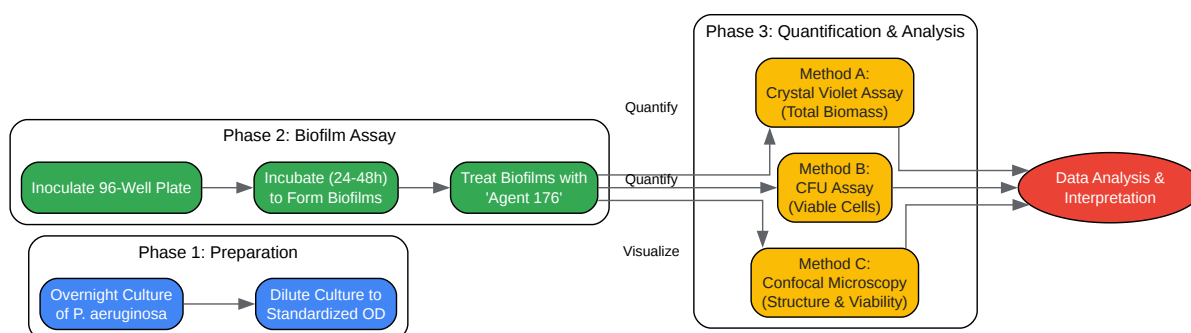 Phase 3: Quantification & Analysis
Method A:
Crystal Violet Assay
(Total Biomass)
Quantify
Phase 2: Biofilm Assay
Inoculate 96-Well Plate
Incubate (24-48h)
to Form Biofilms
Treat Biofilms with
'Agent 176'
Quantify
Method B:
CFU Assay
(Viable Cells)
Data Analysis &
Interpretation
Visualize
Method C:
Confocal Microscopy
(Structure & Viability)
Phase 1: Preparation
Overnight Culture
of P. aeruginosa
Dilute Culture to
Standardized OD